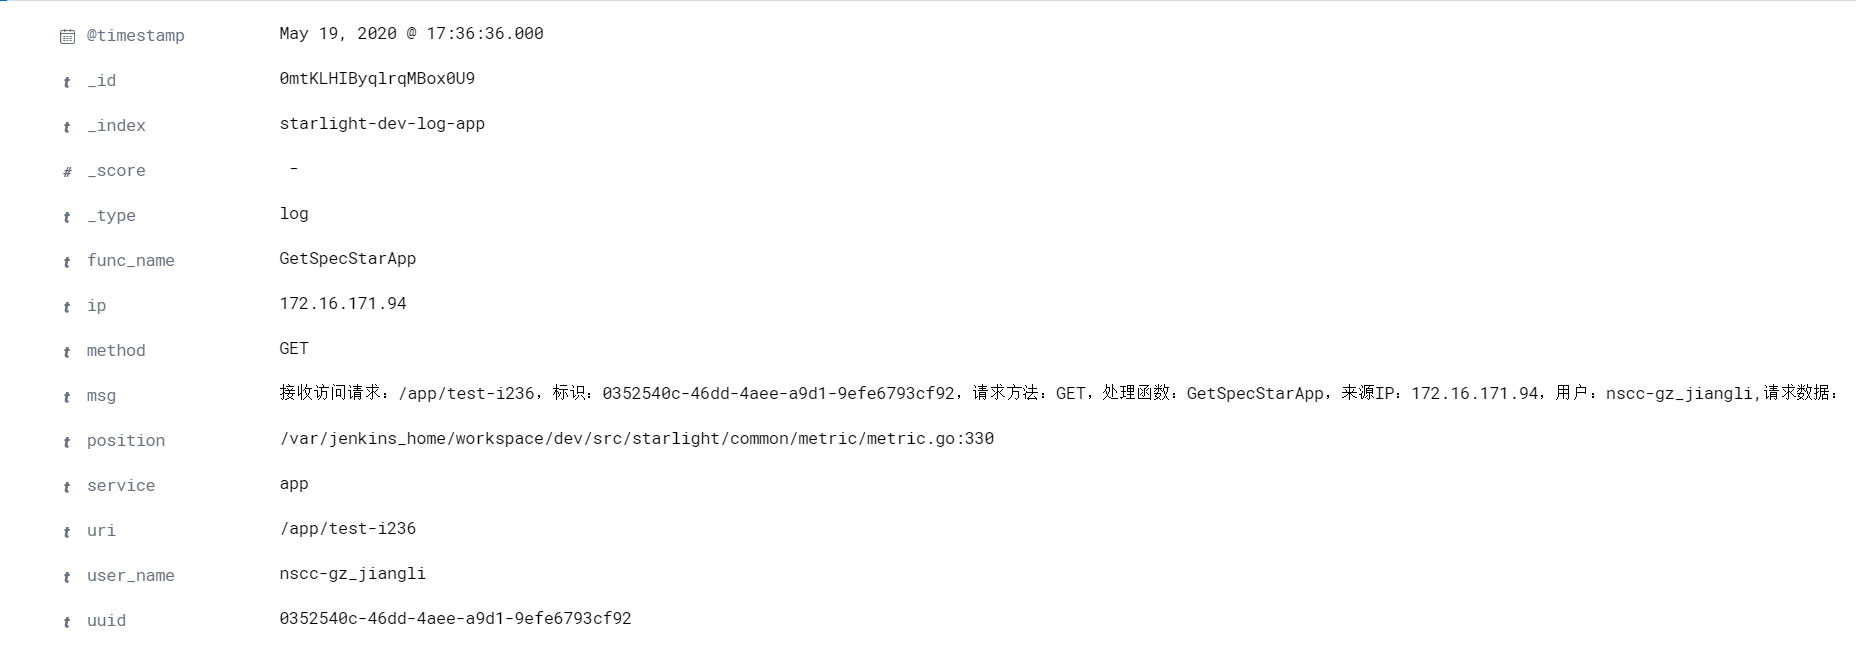 @timestamp May 19, 2020 @ 17:36:36.000
t _id 0mtKLHIByqlrqMBox0U9
t _index starlight-dev-log-app
# _score -
t _type log
t func_name GetSpecStarApp
t ip 172.16.171.94
t method GET
t msg 接收访问请求：/app/test-i236，标识：0352540c-46dd-4aee-a9d1-9efe6793cf92，请求方法：GET，处理函数：GetSpecStarApp，来源IP：172.16.171.94，用户：nscc-gz_jiangli,请求数据：
t position /var/jenkins_home/workspace/dev/src/starlight/common/metric/metric.go:330
t service app
t uri /app/test-i236
t user_name nscc-gz_jiangli
t uuid 0352540c-46dd-4aee-a9d1-9efe6793cf92